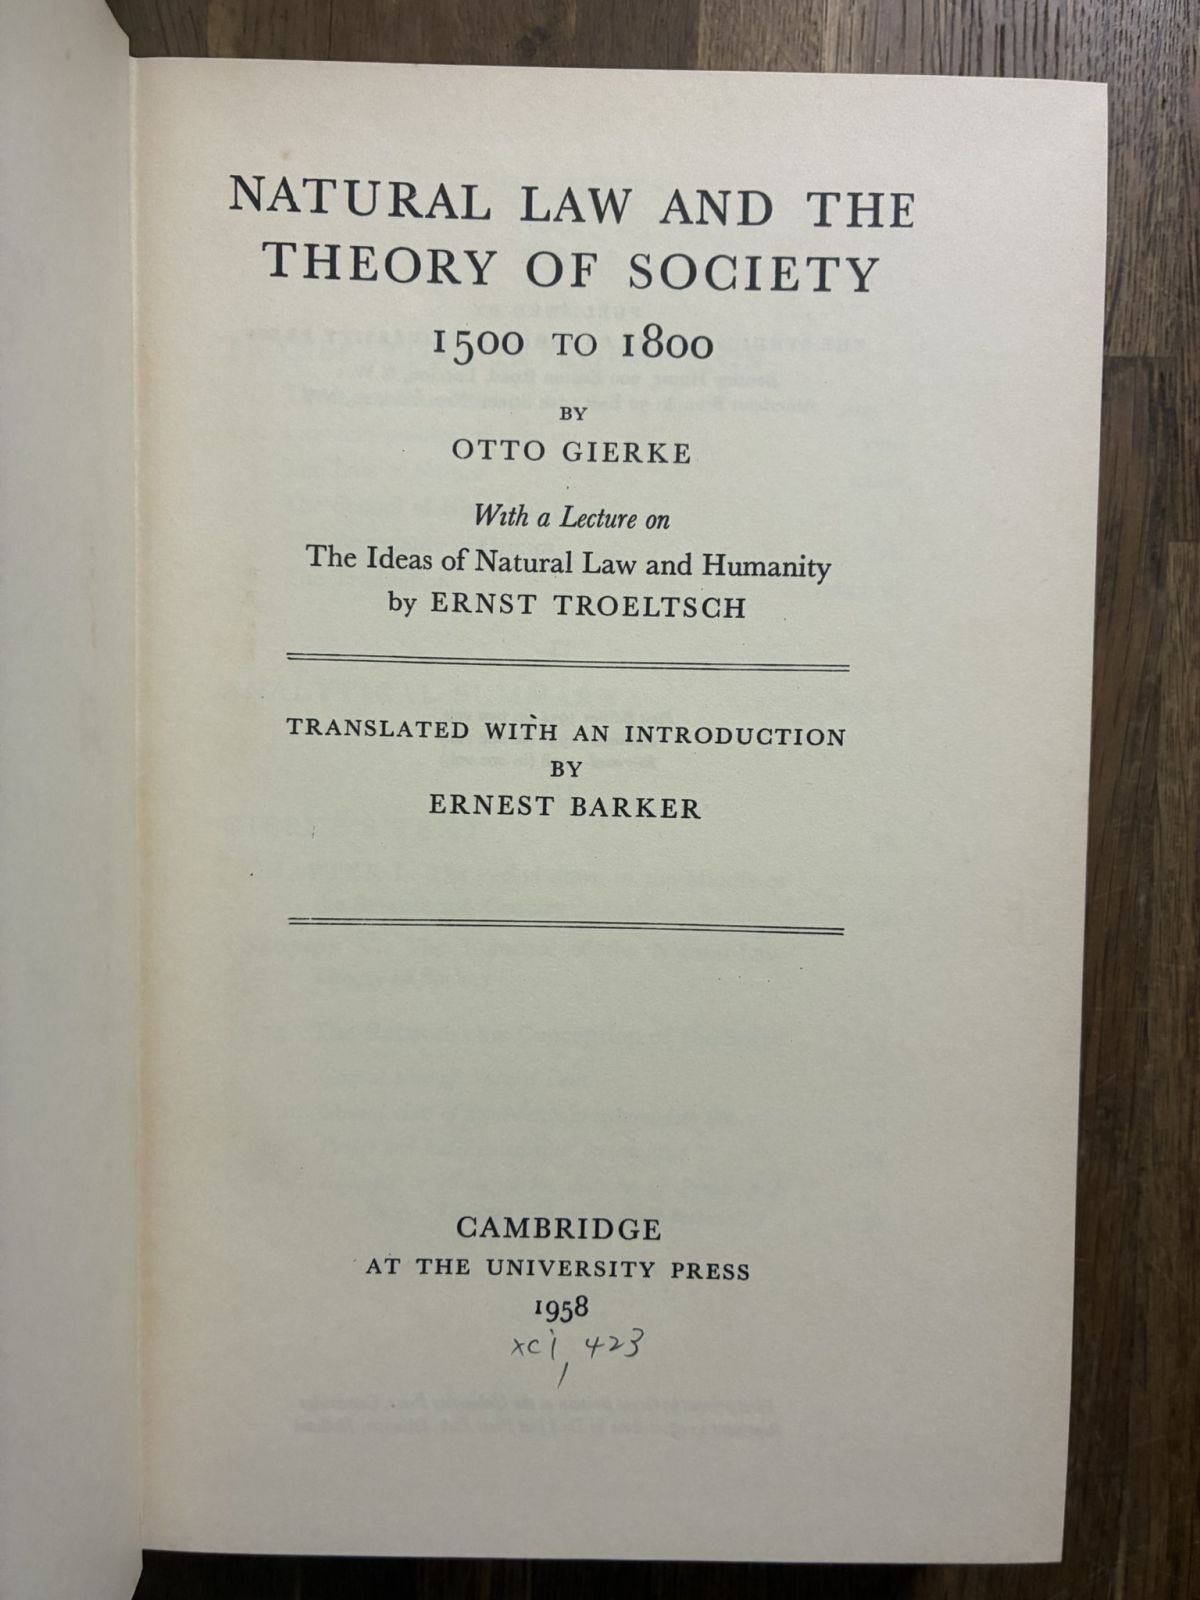 NATURAL LAW AND THE
THEORY OF SOCIETY
1500 TO 1800
BY
OTTO GIERKE
With a Lecture on
The Ideas of Natural Law and Humanity
by ERNST TROELTSCH
TRANSLATED WITH AN INTRODUCTION
BY
ERNEST BARKER
CAMBRIDGE
AT THE UNIVERSITY PRESS
1958
xci, 423